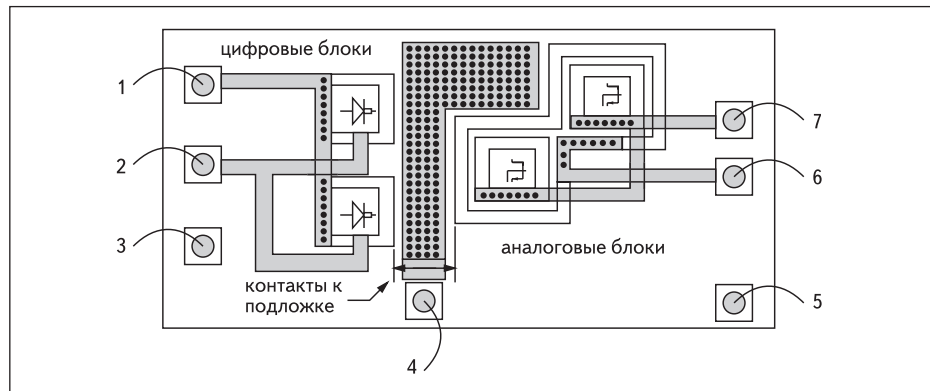 цифровые блоки
1
2
3
контакты к
подложке
4
аналоговые блоки
7
6
5